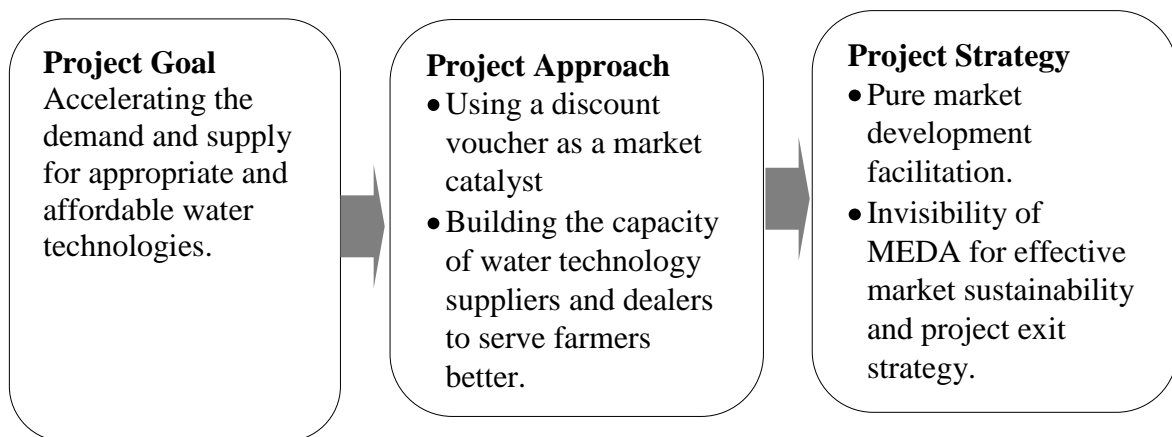 Project Goal
Accelerating the
demand and supply
for appropriate and
affordable water
technologies.
Project Approach
• Using a discount
voucher as a market
catalyst
• Building the capacity
of water technology
suppliers and dealers
to serve farmers
better.
Project Strategy
• Pure market
development
facilitation.
• Invisibility of
MEDA for effective
market sustainability
and project exit
strategy.